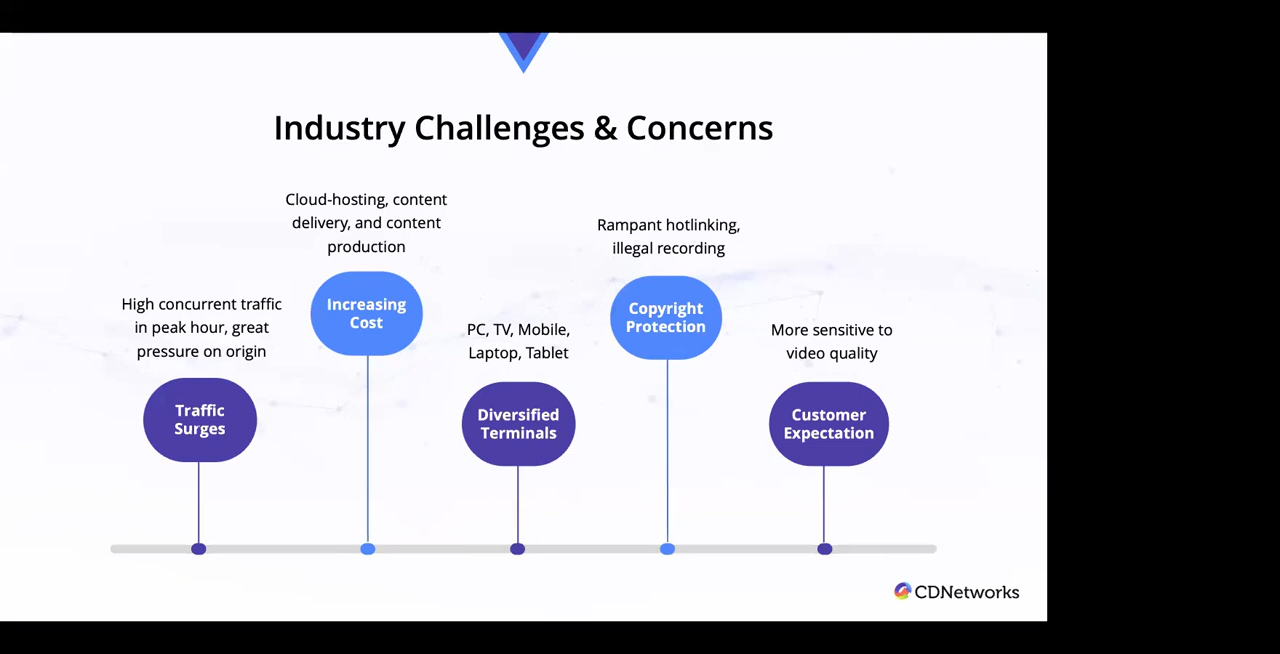 Industry Challenges & Concerns
High concurrent traffic
in peak hour, great
pressure on origin
Traffic
Surges
Cloud-hosting, content
delivery, and content
production
Increasing
Cost
PC, TV, Mobile,
Laptop, Tablet
Diversified
Terminals
Rampant hotlinking,
illegal recording
Copyright
Protection
More sensitive to
video quality
Customer
Expectation
CDNetworks